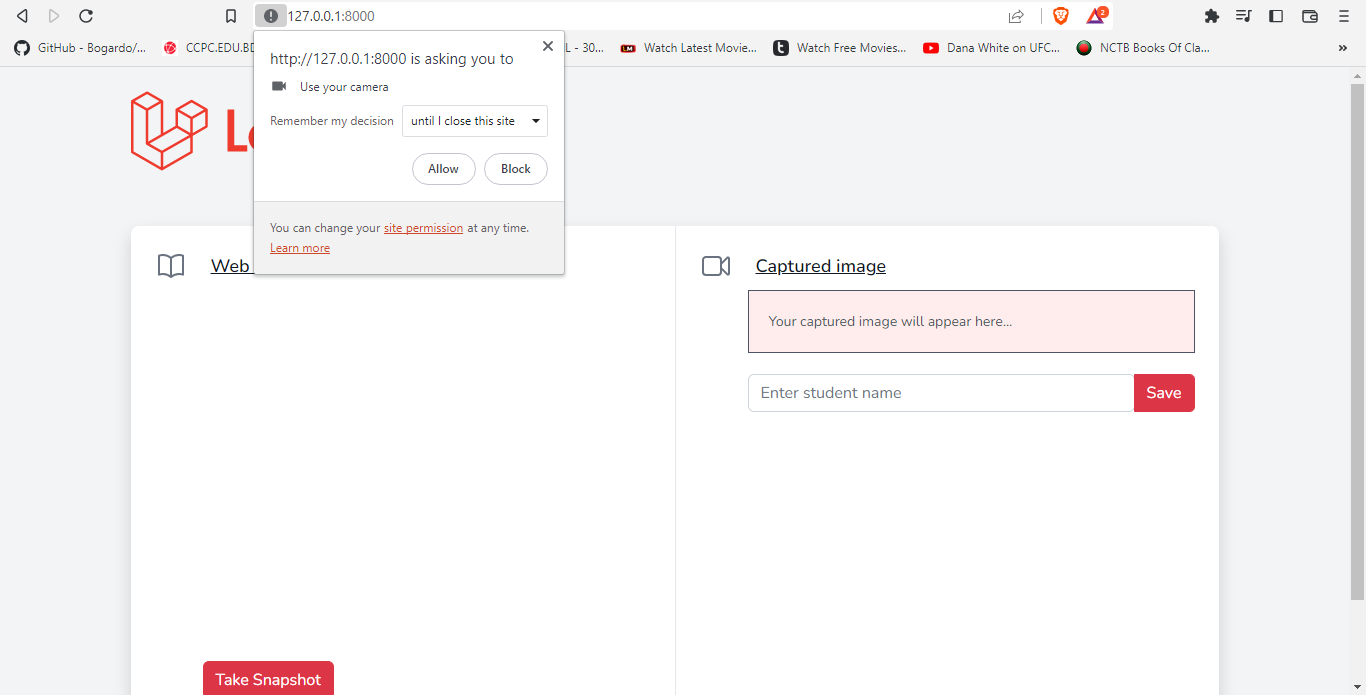 127.0.0.1:8000
2
GitHub - Bogardo/...
CCPC.EDU.BD
L - 30...
Watch Latest Movie...
Watch Free Movies...
Dana White on UFC...
NCTB Books Of Cla...
http://127.0.0.1:8000 is asking you to
Use your camera
Remember my decision until I close this site
Allow Block
You can change your site permission at any time.
Learn more
Web
Captured image
Your captured image will appear here...
Enter student name Save
Take Snapshot